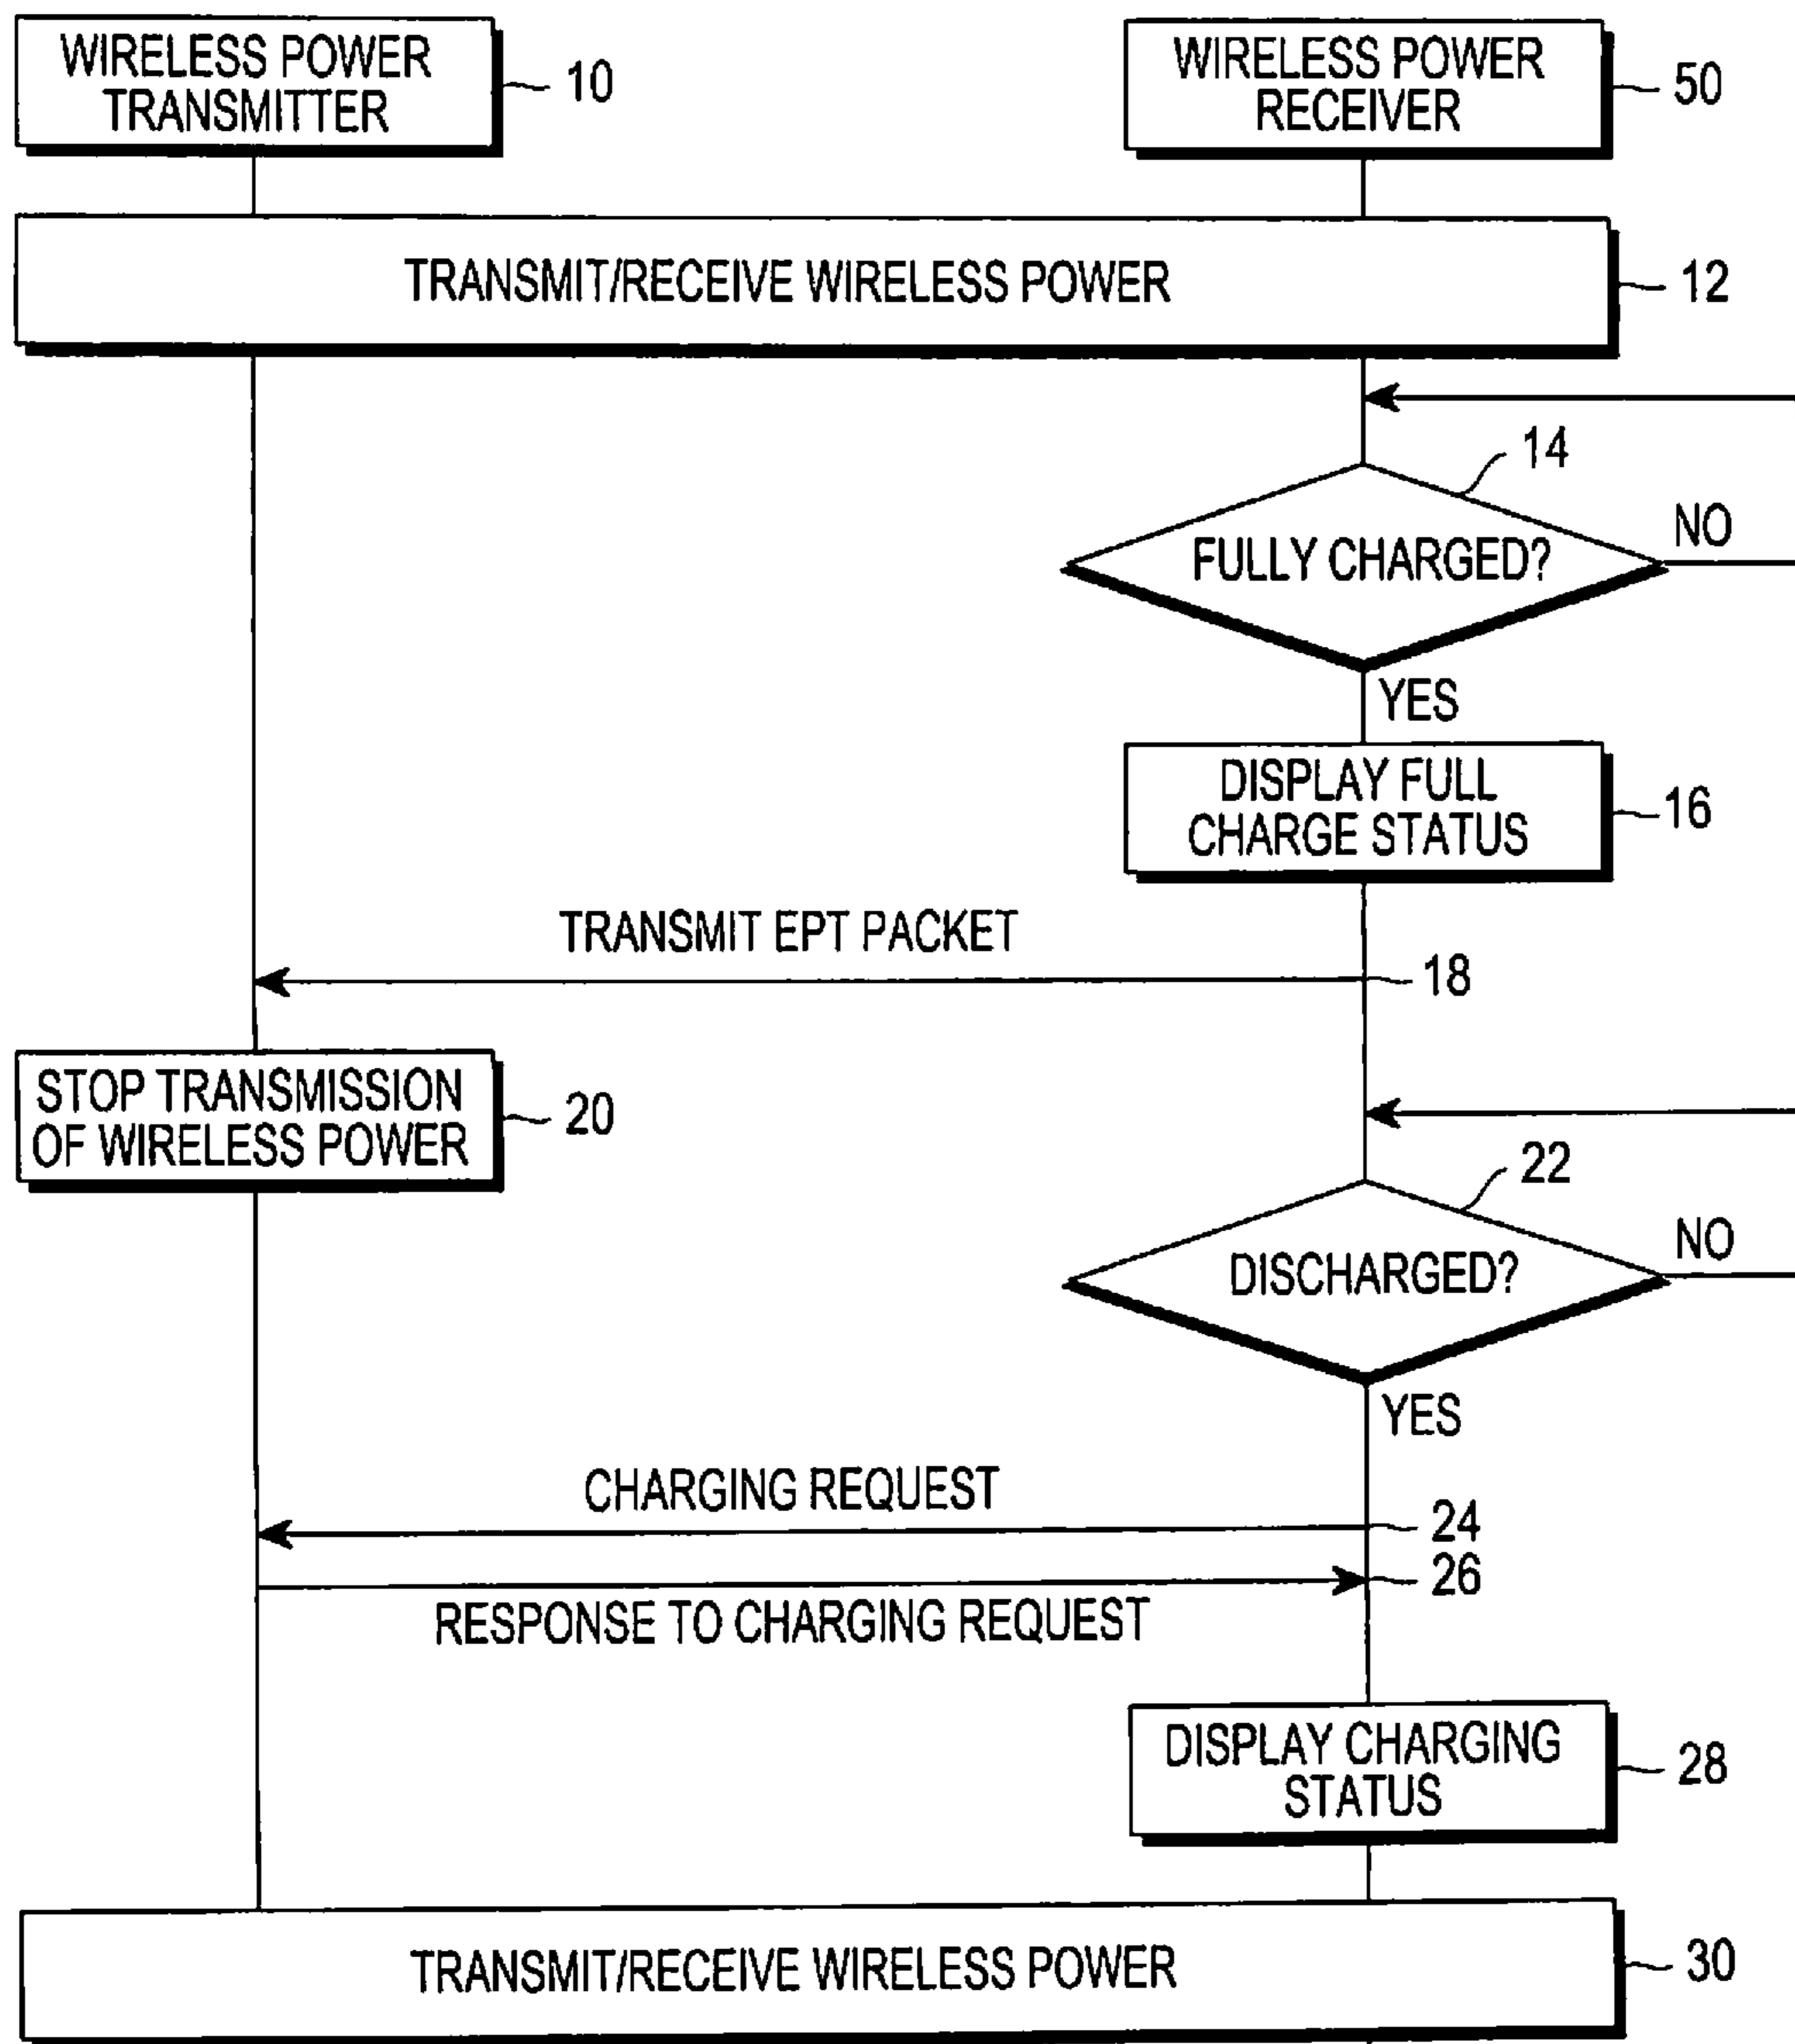 WIRELESS POWER
TRANSMITTER
10
WIRELESS POWER
RECEIVER
50
TRANSMIT/RECEIVE WIRELESS POWER
12
14
FULLY CHARGED?
NO
YES
DISPLAY FULL
CHARGE STATUS
16
TRANSMIT EPT PACKET
18
STOP TRANSMISSION
OF WIRELESS POWER
20
22
DISCHARGED?
NO
YES
CHARGING REQUEST
24
26
RESPONSE TO CHARGING REQUEST
DISPLAY CHARGING
STATUS
28
TRANSMIT/RECEIVE WIRELESS POWER
30